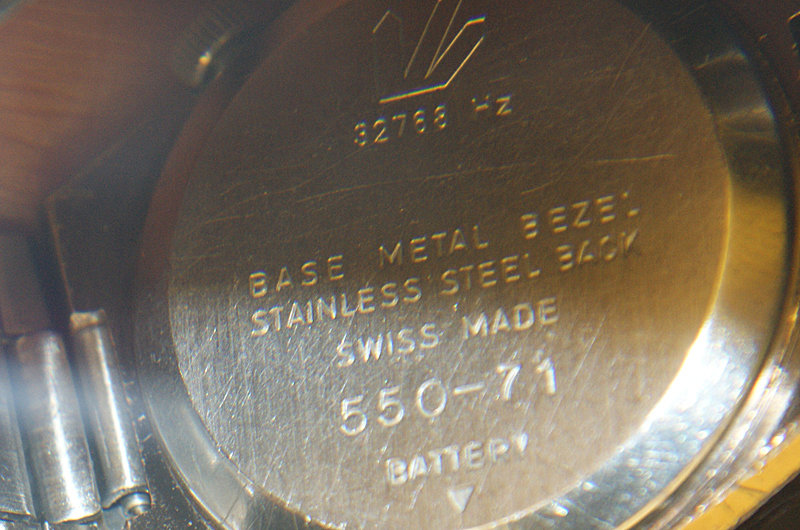 32768 Hz
BASE METAL BEZEL
STAINLESS STEEL BACK
SWISS MADE
550-71
BATTERY